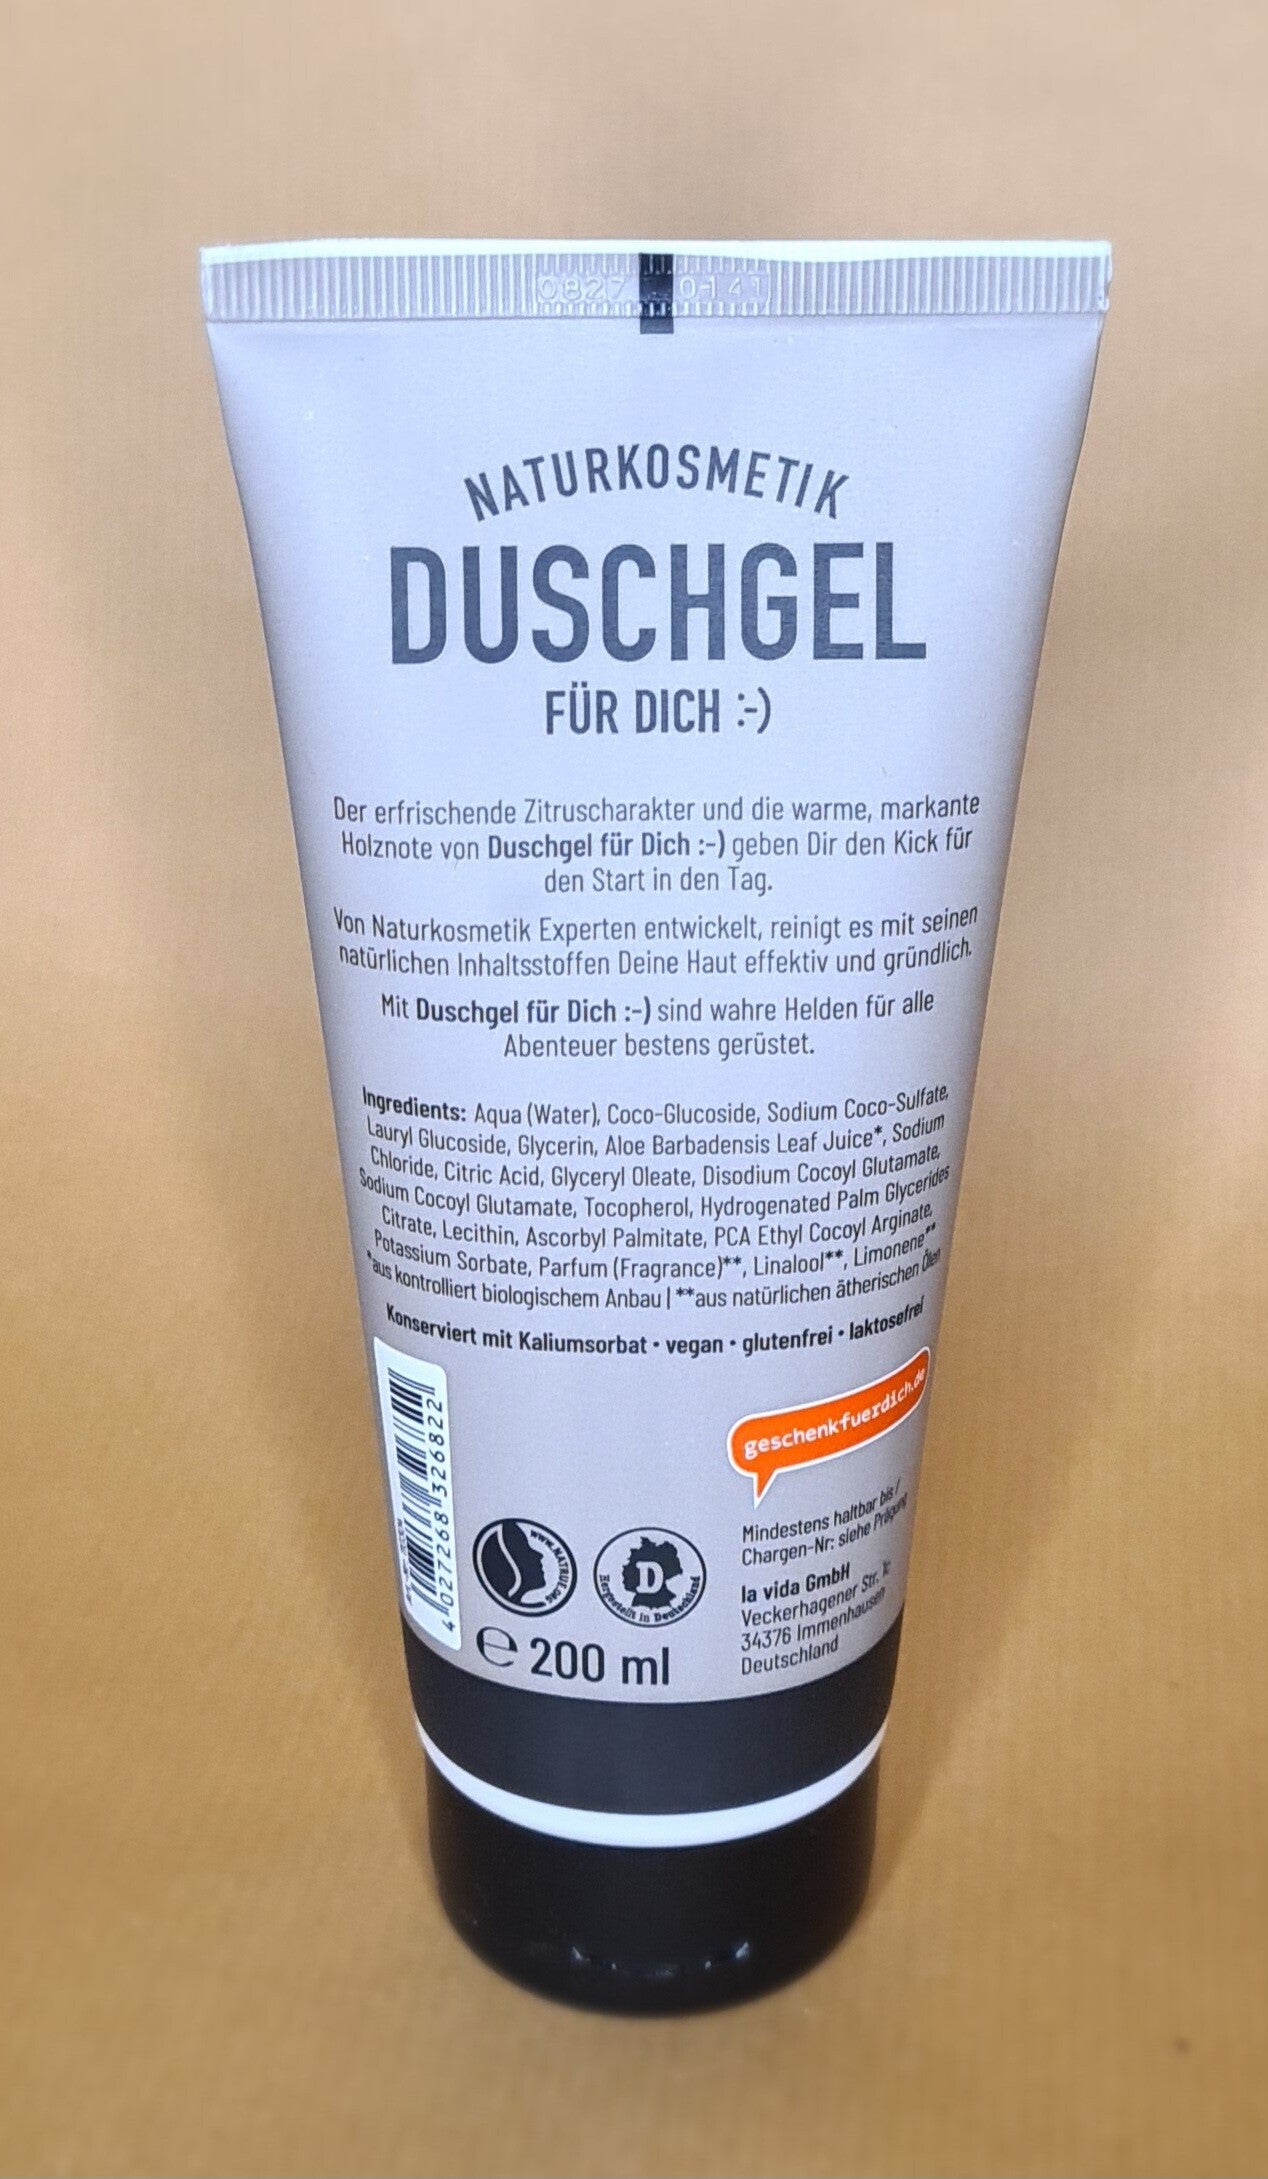 0827 0141
NATURKOSMETIK
DUSCHGEL
FÜR DICH :-)
Der erfrischende Zitruscharakter und die warme, markante
Holznote von Duschgel für Dich :-) geben Dir den Kick für
den Start in den Tag.
Von Naturkosmetik Experten entwickelt, reinigt es mit seinen
natürlichen Inhaltsstoffen Deine Haut effektiv und gründlich.
Mit Duschgel für Dich :-) sind wahre Helden für alle
Abenteuer bestens gerüstet.
Ingredients: Aqua (Water), Coco-Glucoside, Sodium Coco-Sulfate,
Lauryl Glucoside, Glycerin, Aloe Barbadensis Leaf Juice*, Sodium
Chloride, Citric Acid, Glyceryl Oleate, Disodium Cocoyl Glutamate,
Sodium Cocoyl Glutamate, Tocopherol, Hydrogenated Palm Glycerides
Citrate, Lecithin, Ascorbyl Palmitate, PCA Ethyl Cocoyl Arginate,
Potassium Sorbate, Parfum (Fragrance)**, Linalool**, Limonene**
*aus kontrolliert biologischem Anbau | **aus natürlichen ätherischen Ölen
Konserviert mit Kaliumsorbat • vegan • glutenfrei • laktosefrei
4 027268 326822
geschenkfuerdich.de
www.NATRUE.org
D
Hergestellt in Deutschland
Mindestens haltbar bis /
Chargen-Nr: siehe Prägung
la vida GmbH
Veckerhagener Str. 1c
34376 Immenhausen
Deutschland
e 200 ml